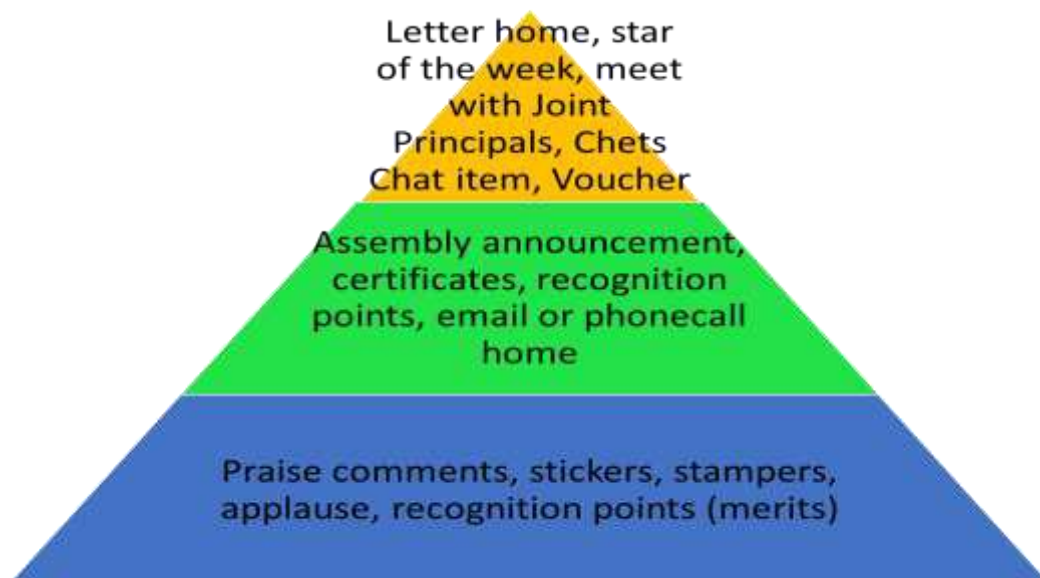 Letter home, star
of the week, meet
with Joint
Principals, Chets
Chat item, Voucher
Assembly announcement,
certificates, recognition
points, email or phonecall
home
Praise comments, stickers, stampers,
applause, recognition points (merits)